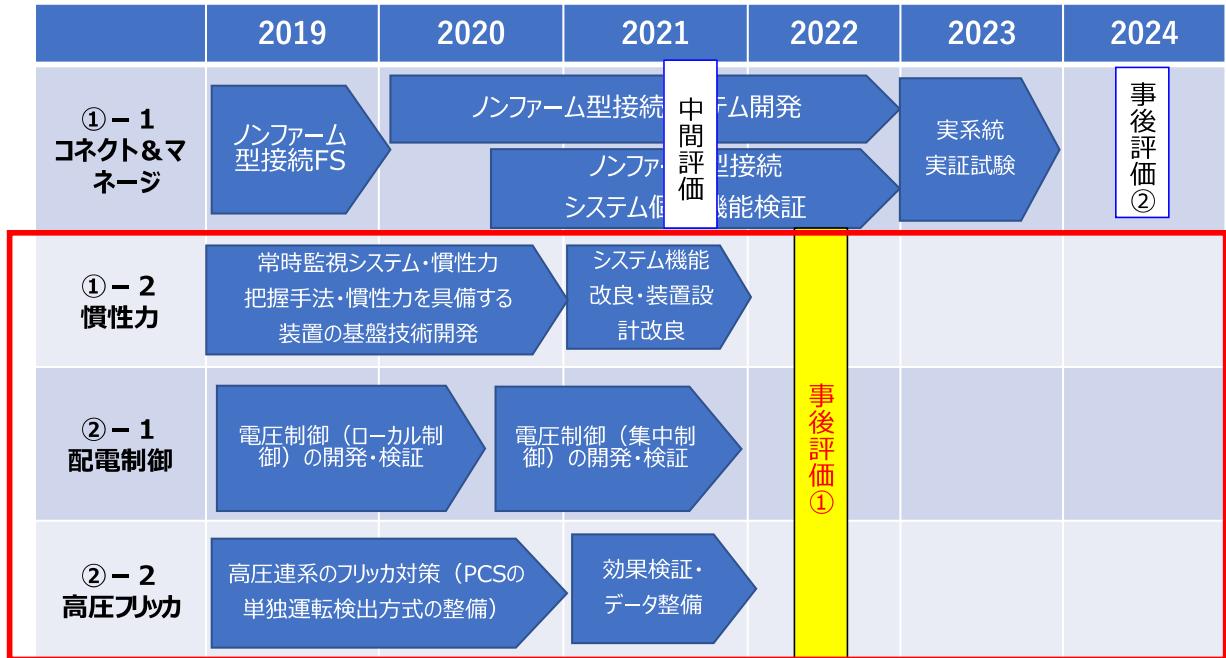 2019
2020
2021
2022
2023
2024
①－1
コネクト＆マ
ネージ
ノンファーム
型接続FS
ノンファーム型接続
テム開発
ノンファ
型接続
システム個
機能検証
中間評価
実系統
実証試験
事後評価②
①－2
慣性力
常時監視システム・慣性力
把握手法・慣性力を具備する
装置の基盤技術開発
システム機能
改良・装置設
計改良
②－1
配電制御
電圧制御（ローカル制
御）の開発・検証
電圧制御（集中制
御）の開発・検証
事後評価①
②－2
高圧フリッカ
高圧連系のフリッカ対策（PCSの
単独運転検出方式の整備）
効果検証・
データ整備